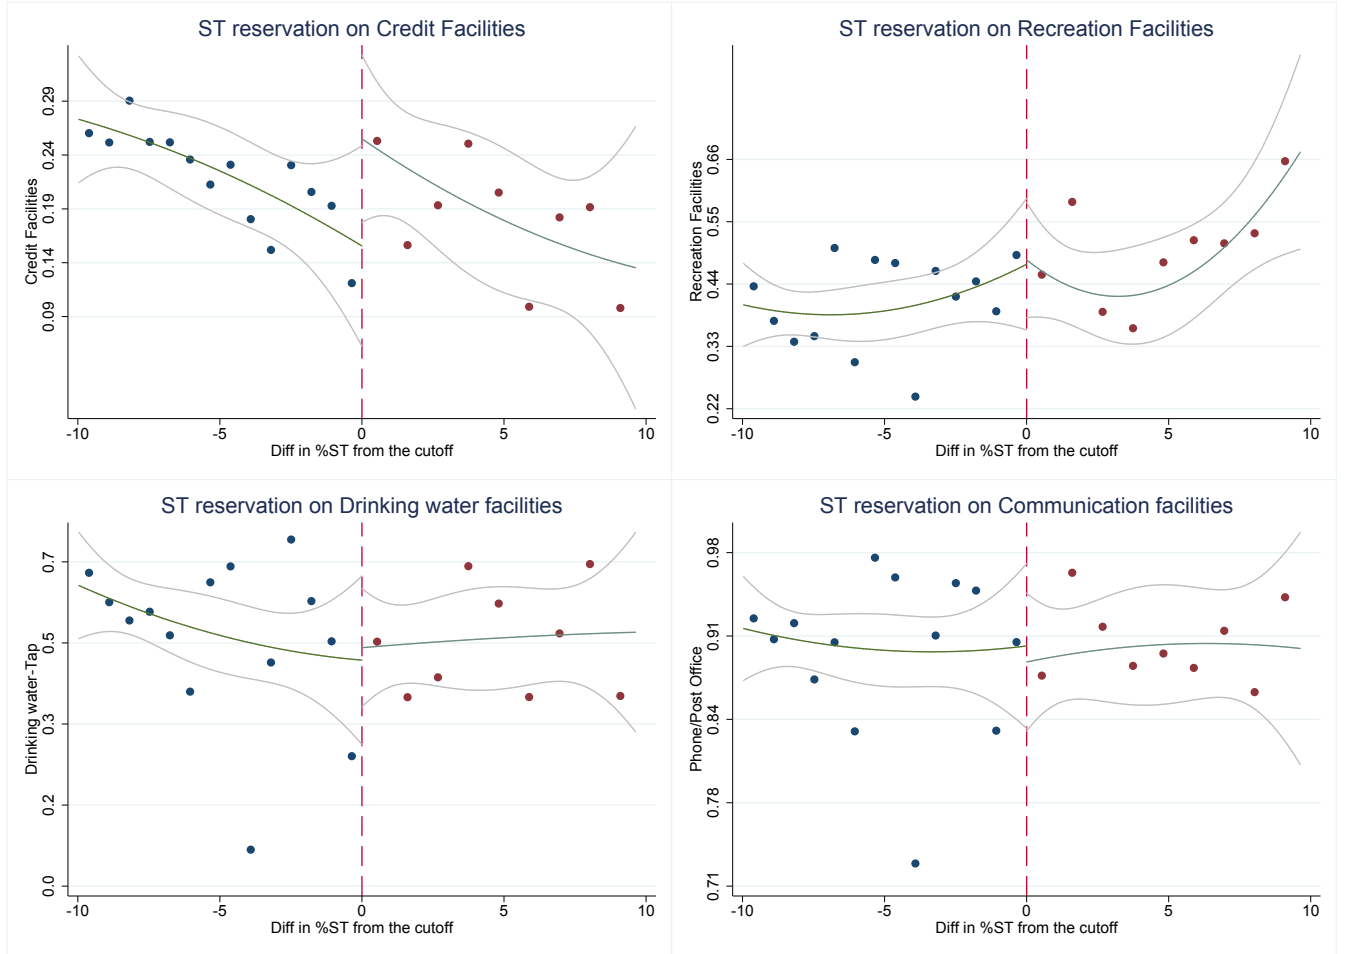 ST reservation on Credit Facilities
Credit Facilities
0.29
0.24
0.19
0.14
0.09
-10 -5 0 5 10
Diff in %ST from the cutoff
ST reservation on Recreation Facilities
Recreation Facilities
0.66
0.55
0.44
0.33
0.22
-10 -5 0 5 10
Diff in %ST from the cutoff
ST reservation on Drinking water facilities
Drinking water-Tap
0.7
0.5
0.3
0.2
0.0
-10 -5 0 5 10
Diff in %ST from the cutoff
ST reservation on Communication facilities
Phone/Post Office
0.98
0.91
0.84
0.78
0.71
-10 -5 0 5 10
Diff in %ST from the cutoff